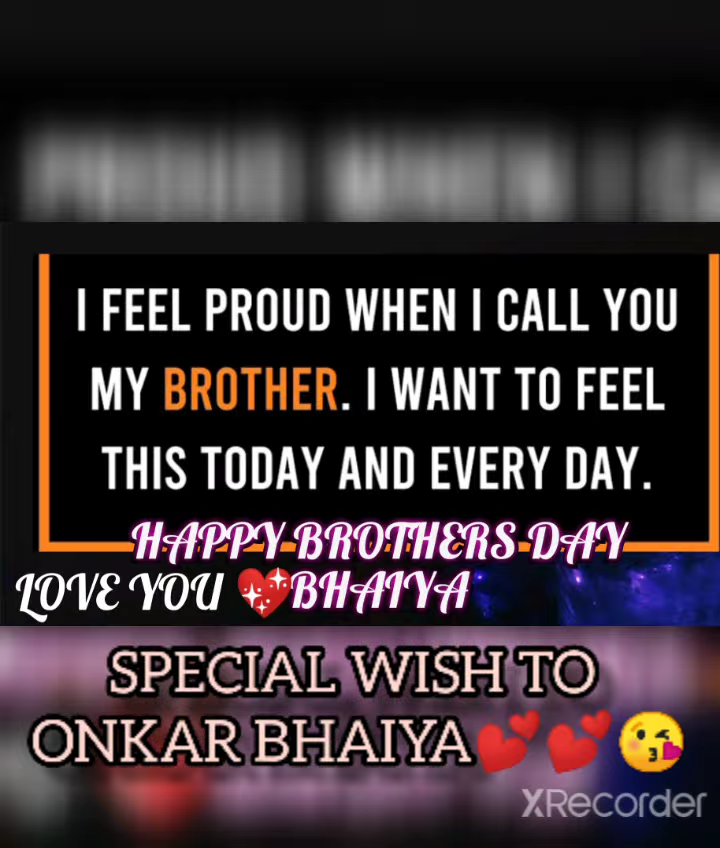 I FEEL PROUD WHEN I CALL YOU
MY BROTHER. I WANT TO FEEL
THIS TODAY AND EVERY DAY.
HAPPY BROTHERS DAY
LOVE YOU 💖BHAIYA
SPECIAL WISH TO
ONKAR BHAIYA💕💕😘
XRecorder